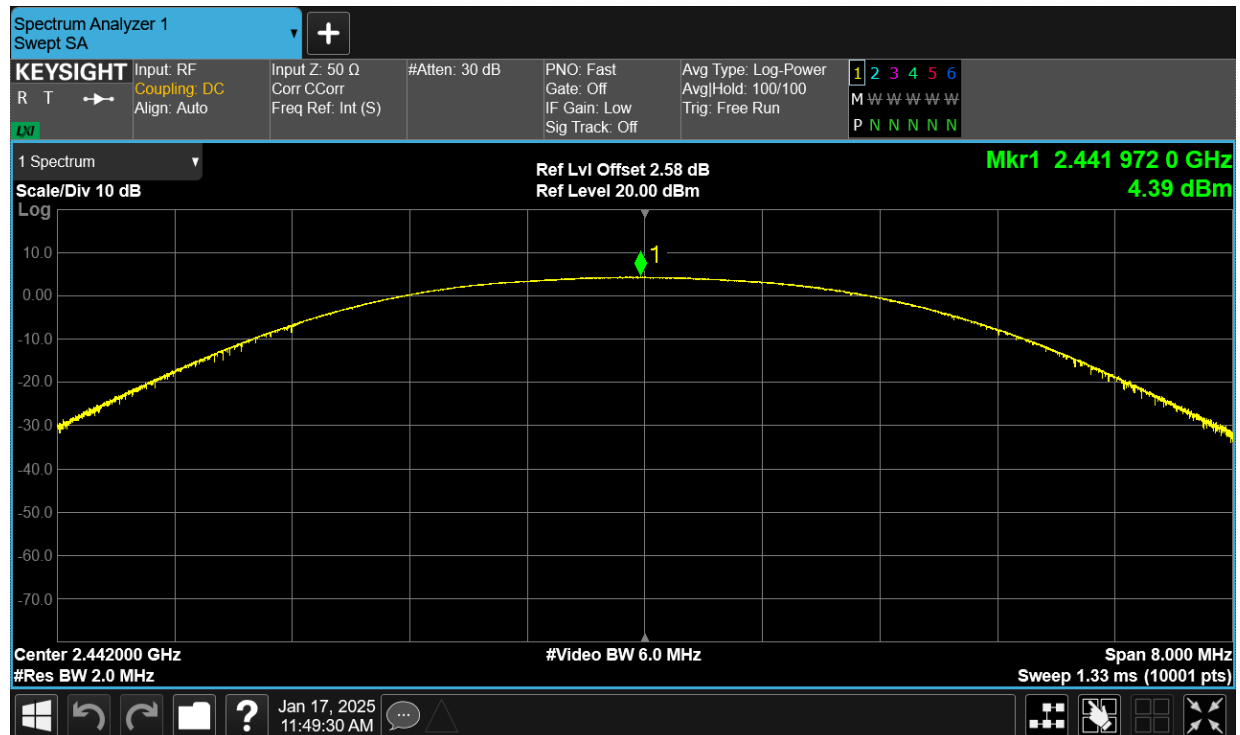 Spectrum Analyzer 1
Swept SA
+
KEYSIGHT
R T
LXI
Input: RF
Coupling: DC
Align: Auto
Input Z: 50 Ω
Corr CCorr
Freq Ref: Int (S)
#Atten: 30 dB
PNO: Fast
Gate: Off
IF Gain: Low
Sig Track: Off
Avg Type: Log-Power
Avg|Hold: 100/100
Trig: Free Run
1 2 3 4 5 6
M W W W W W
P N N N N N
1 Spectrum
Scale/Div 10 dB
Log
Ref Lvl Offset 2.58 dB
Ref Level 20.00 dBm
Mkr1 2.441 972 0 GHz
4.39 dBm
1
10.0
0.00
-10.0
-20.0
-30.0
-40.0
-50.0
-60.0
-70.0
Center 2.442000 GHz
#Res BW 2.0 MHz
#Video BW 6.0 MHz
Span 8.000 MHz
Sweep 1.33 ms (10001 pts)
?
Jan 17, 2025
11:49:30 AM